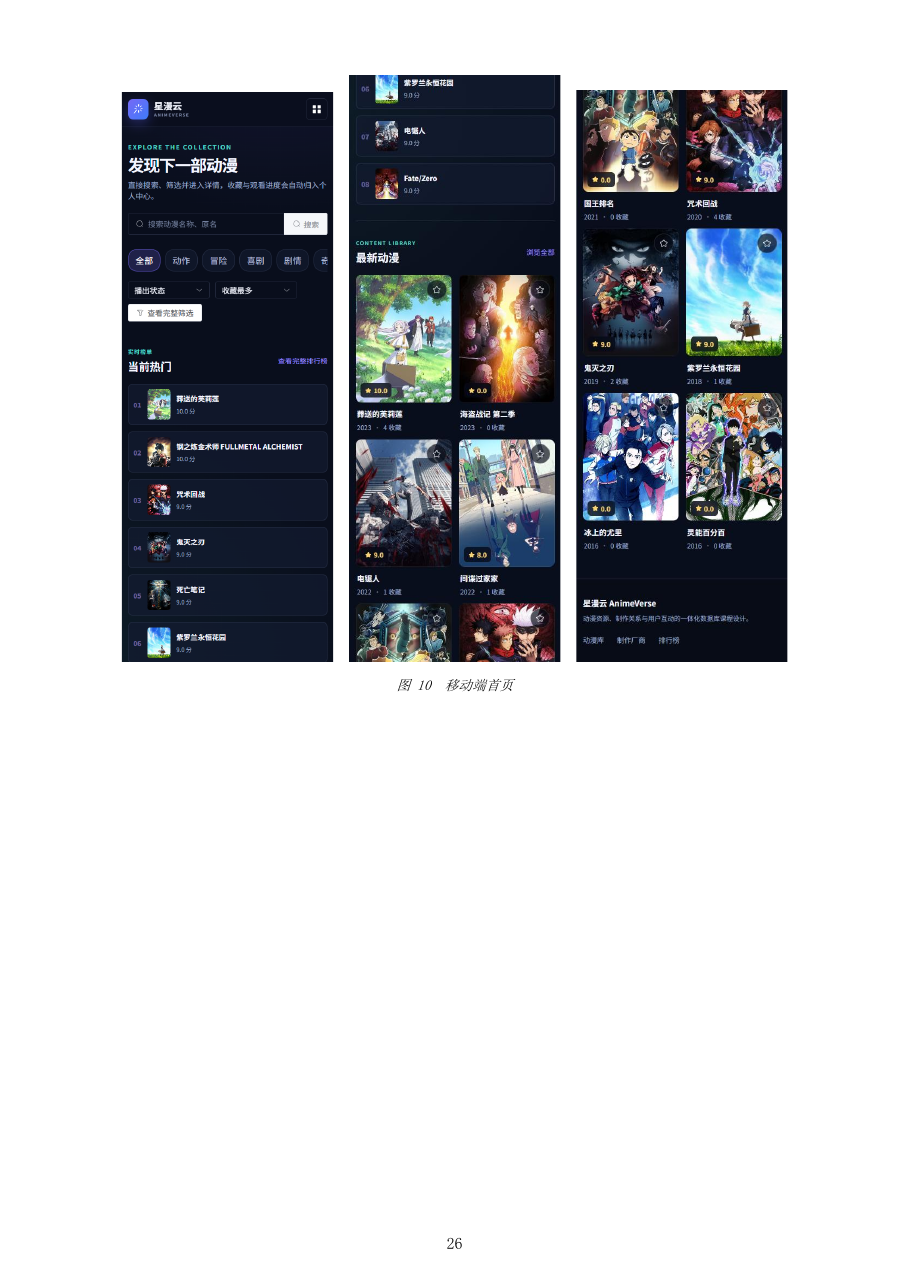 星漫云
ANIMEVERSE
EXPLORE THE COLLECTION
发现下一部动漫
直接搜索、筛选并进入详情。收藏与观看进度会自动归入个
人中心。
搜索动漫名称、原名
搜索
全部 动作 冒险 喜剧 剧情 奇
播出状态 收藏最多
查看完整筛选
实时榜单
当前热门
查看完整排行榜
01 葬送的芙莉莲
10.0 分
02 钢之炼金术师 FULLMETAL ALCHEMIST
10.0 分
03 咒术回战
9.0 分
04 鬼灭之刃
9.0 分
05 死亡笔记
9.0 分
06 紫罗兰永恒花园
9.0 分
06 紫罗兰永恒花园
9.0 分
07 电锯人
9.0 分
08 Fate/Zero
9.0 分
CONTENT LIBRARY
最新动漫
浏览全部
10.0
0.0
葬送的芙莉莲
2023 · 4 收藏
海盗战记 第二季
2023 · 0 收藏
9.0
8.0
电锯人
2022 · 1 收藏
间谍过家家
2022 · 1 收藏
0.0
9.0
国王排名
2021 · 0 收藏
咒术回战
2020 · 4 收藏
9.0
9.0
鬼灭之刃
2019 · 2 收藏
紫罗兰永恒花园
2018 · 1 收藏
0.0
0.0
冰上的尤里
2016 · 0 收藏
灵能百分百
2016 · 0 收藏
星漫云 AnimeVerse
动漫资源、制作关系与用户互动的一体化数据库课程设计。
动漫库 制作厂商 排行榜
图 10 移动端首页
26